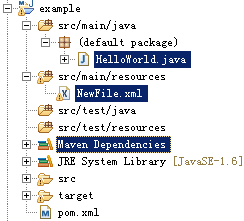 example
src/main/java
(default package)
HelloWorld.java
src/main/resources
NewFile.xml
src/test/java
src/test/resources
Maven Dependencies
JRE System Library [JavaSE-1.6]
src
target
pom.xml